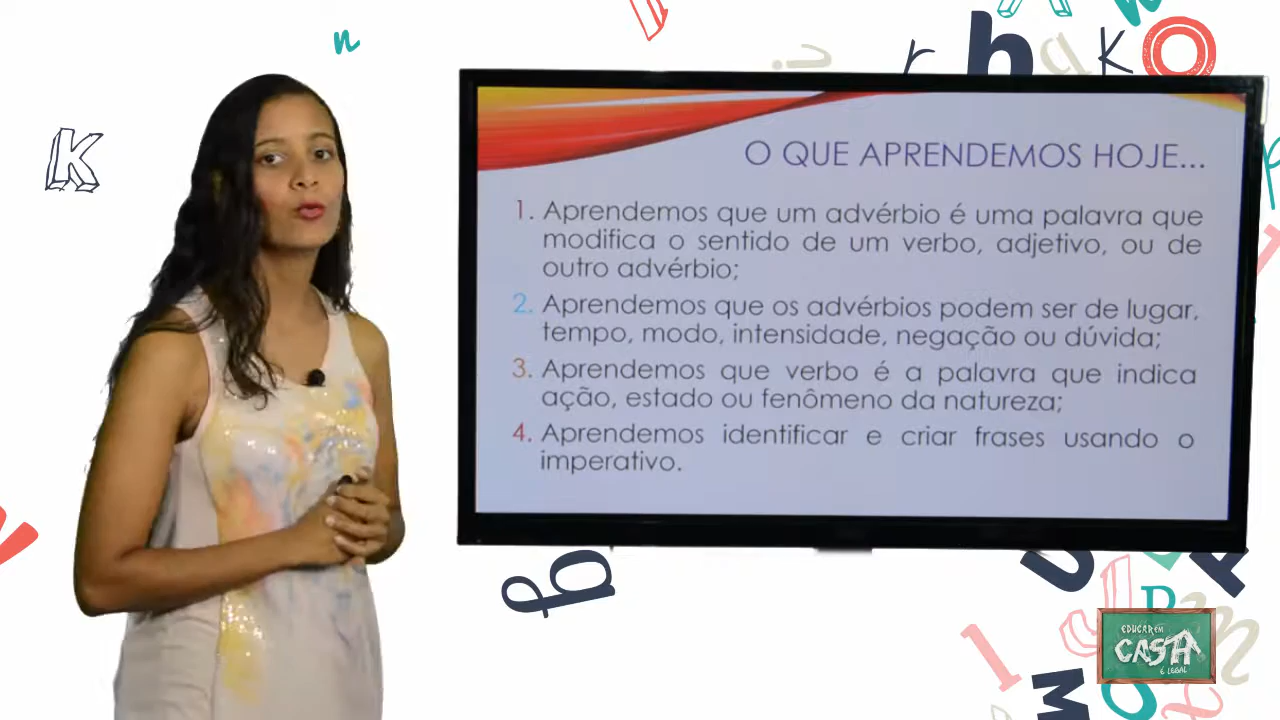 O QUE APRENDEMOS HOJE...
1. Aprendemos que um advérbio é uma palavra que
modifica o sentido de um verbo, adjetivo, ou de
outro advérbio;
2. Aprendemos que os advérbios podem ser de lugar,
tempo, modo, intensidade, negação ou dúvida;
3. Aprendemos que verbo é a palavra que indica
ação, estado ou fenômeno da natureza;
4. Aprendemos identificar e criar frases usando o
imperativo.
EDUCAR EM
CASA
É LEGAL